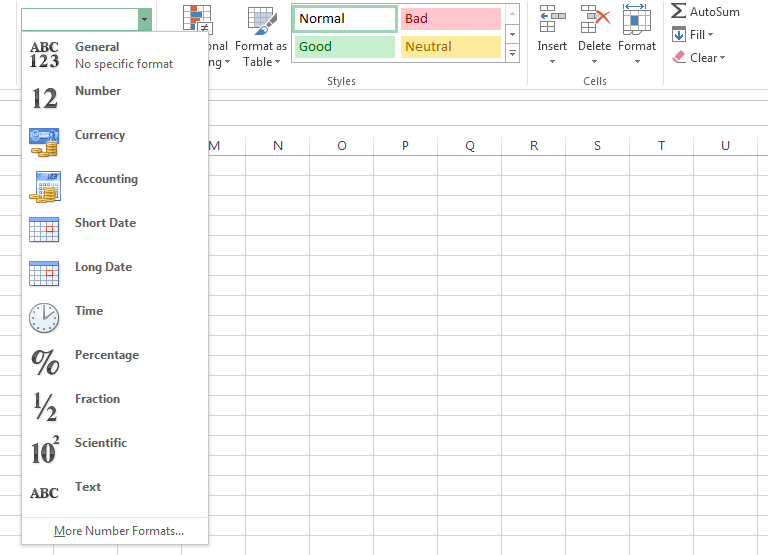 ABC
123
General
No specific format
12
Number
Currency
Accounting
Short Date
Long Date
Time
%
Percentage
1/2
Fraction
10²
Scientific
ABC
Text
More Number Formats...
Format as
Table
Normal
Bad
Good
Neutral
Styles
Insert
Delete
Format
Cells
AutoSum
Fill
Clear
M N O P Q R S T U